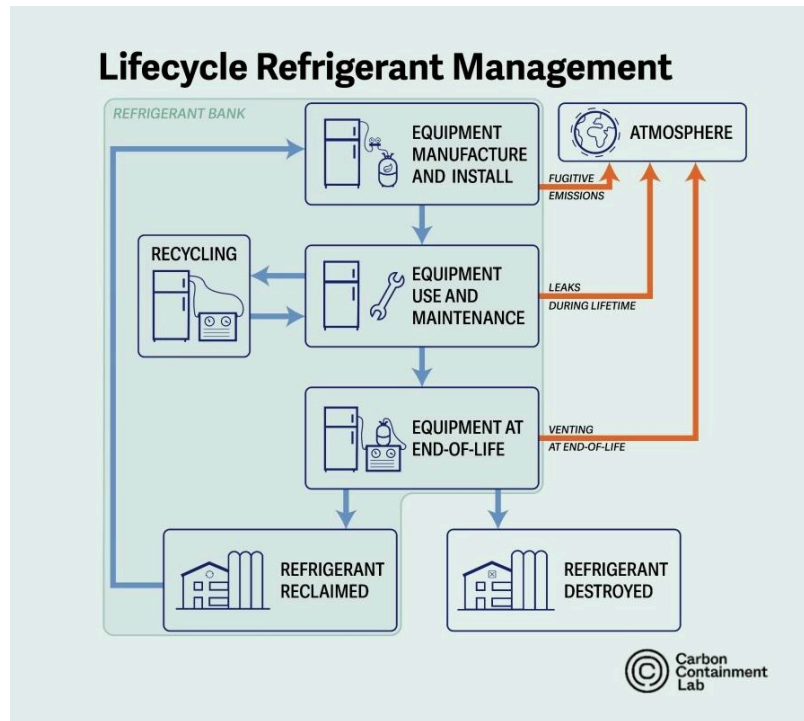 Lifecycle Refrigerant Management
REFRIGERANT BANK
EQUIPMENT
MANUFACTURE
AND INSTALL
ATMOSPHERE
FUGITIVE
EMISSIONS
RECYCLING
EQUIPMENT
USE AND
MAINTENANCE
LEAKS
DURING LIFETIME
EQUIPMENT AT
END-OF-LIFE
VENTING
AT END-OF-LIFE
REFRIGERANT
RECLAIMED
REFRIGERANT
DESTROYED
Carbon
Containment
Lab